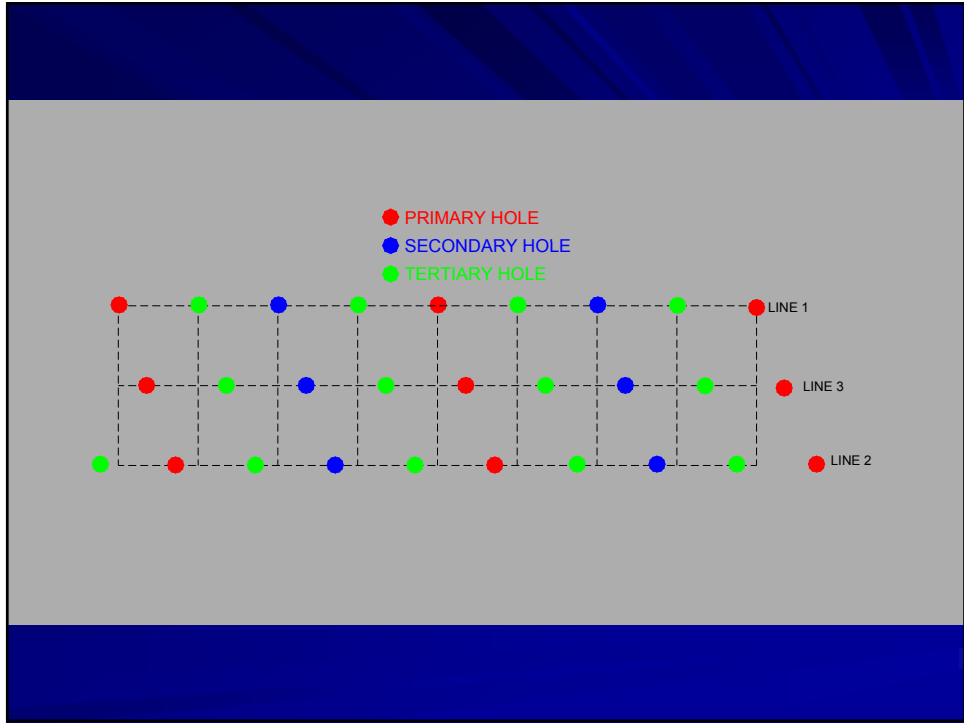 PRIMARY HOLE
SECONDARY HOLE
TERTIARY HOLE
LINE 1
LINE 3
LINE 2